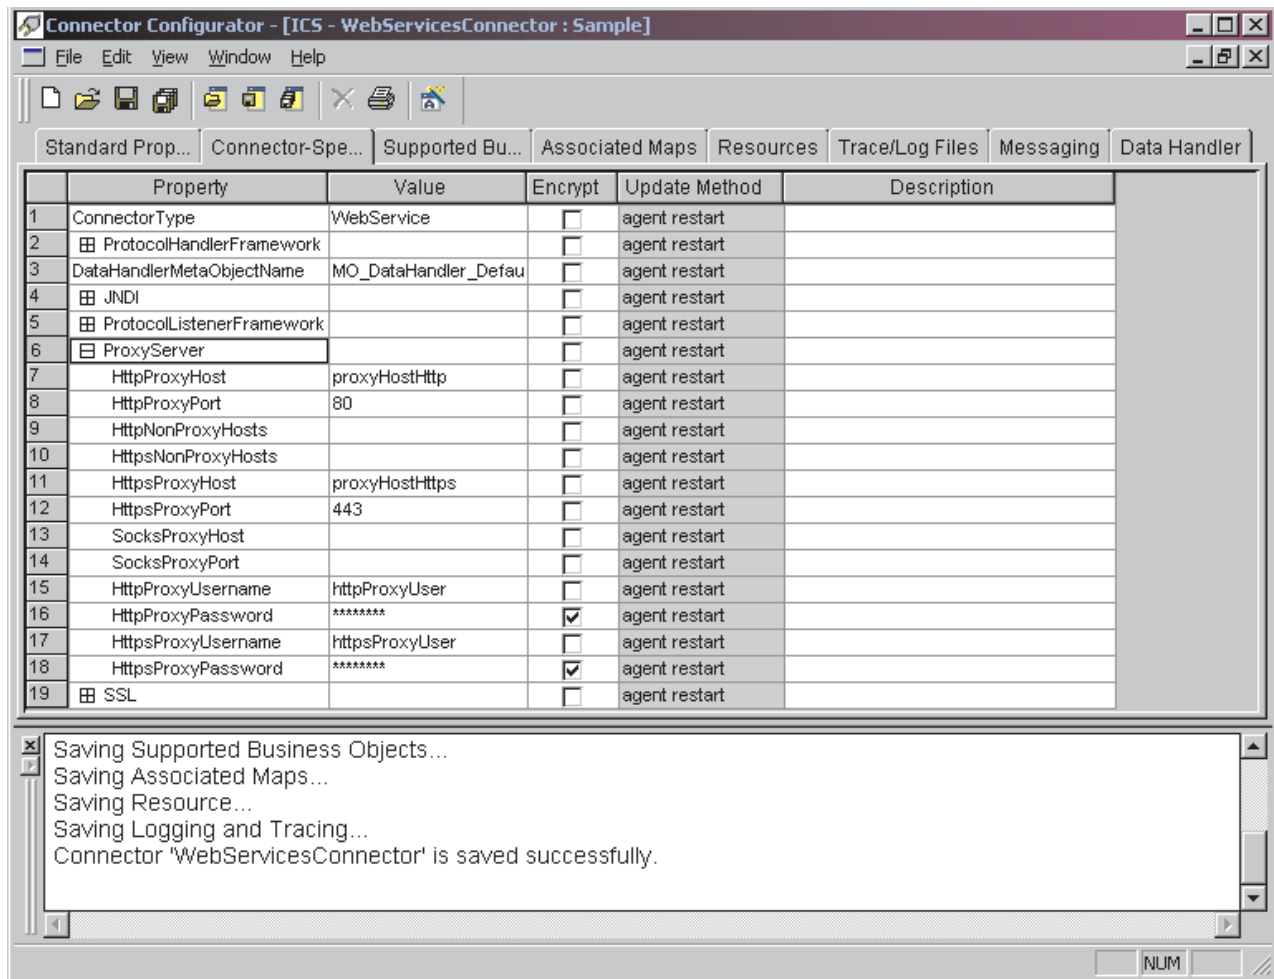 Connector Configurator - [ICS - WebServicesConnector : Sample]
File Edit View Window Help
Standard Prop... Connector-Spe... Supported Bu... Associated Maps Resources Trace/Log Files Messaging Data Handler
Property Value Encrypt Update Method Description
1 ConnectorType WebService agent restart
2 ProtocolHandlerFramework agent restart
3 DataHandlerMetaObjectName MO_DataHandler_Defau agent restart
4 JNDI agent restart
5 ProtocolListenerFramework agent restart
6 ProxyServer agent restart
7 HttpProxyHost proxyHostHttp agent restart
8 HttpProxyPort 80 agent restart
9 HttpNonProxyHosts agent restart
10 HttpsNonProxyHosts agent restart
11 HttpsProxyHost proxyHostHttps agent restart
12 HttpsProxyPort 443 agent restart
13 SocksProxyHost agent restart
14 SocksProxyPort agent restart
15 HttpProxyUsername httpProxyUser agent restart
16 HttpProxyPassword ******** agent restart
17 HttpsProxyUsername httpsProxyUser agent restart
18 HttpsProxyPassword ******** agent restart
19 SSL agent restart
Saving Supported Business Objects...
Saving Associated Maps...
Saving Resource...
Saving Logging and Tracing...
Connector 'WebServicesConnector' is saved successfully.
NUM